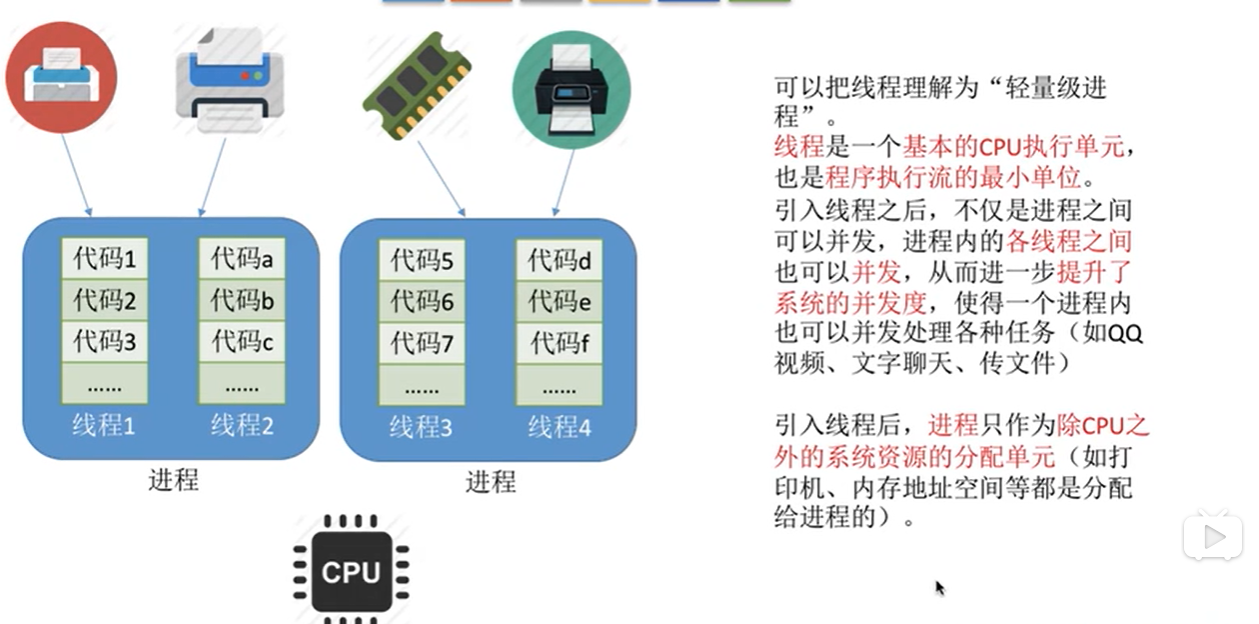 可以把线程理解为“轻量级进
程”。
线程是一个基本的CPU执行单元，
也是程序执行流的最小单位。
引入线程之后，不仅是进程之间
可以并发，进程内的各线程之间
也可以并发，从而进一步提升了
系统的并发度，使得一个进程内
也可以并发处理各种任务（如QQ
视频、文字聊天、传文件）
引入线程后，进程只作为除CPU之
外的系统资源的分配单元（如打
印机、内存地址空间等都是分配
给进程的）。
代码1
代码2
代码3
……
线程1
代码a
代码b
代码c
……
线程2
进程
代码5
代码6
代码7
……
线程3
代码d
代码e
代码f
……
线程4
进程
CPU